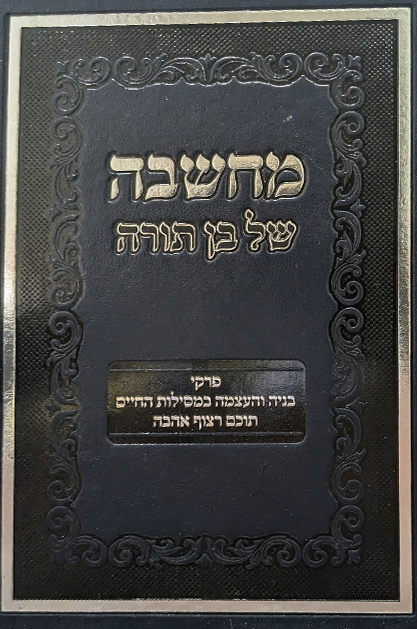 מחשבה
של בן תורה
פרקי
בניה והעצמה במסילות החיים
תוכם רצוף אהבה